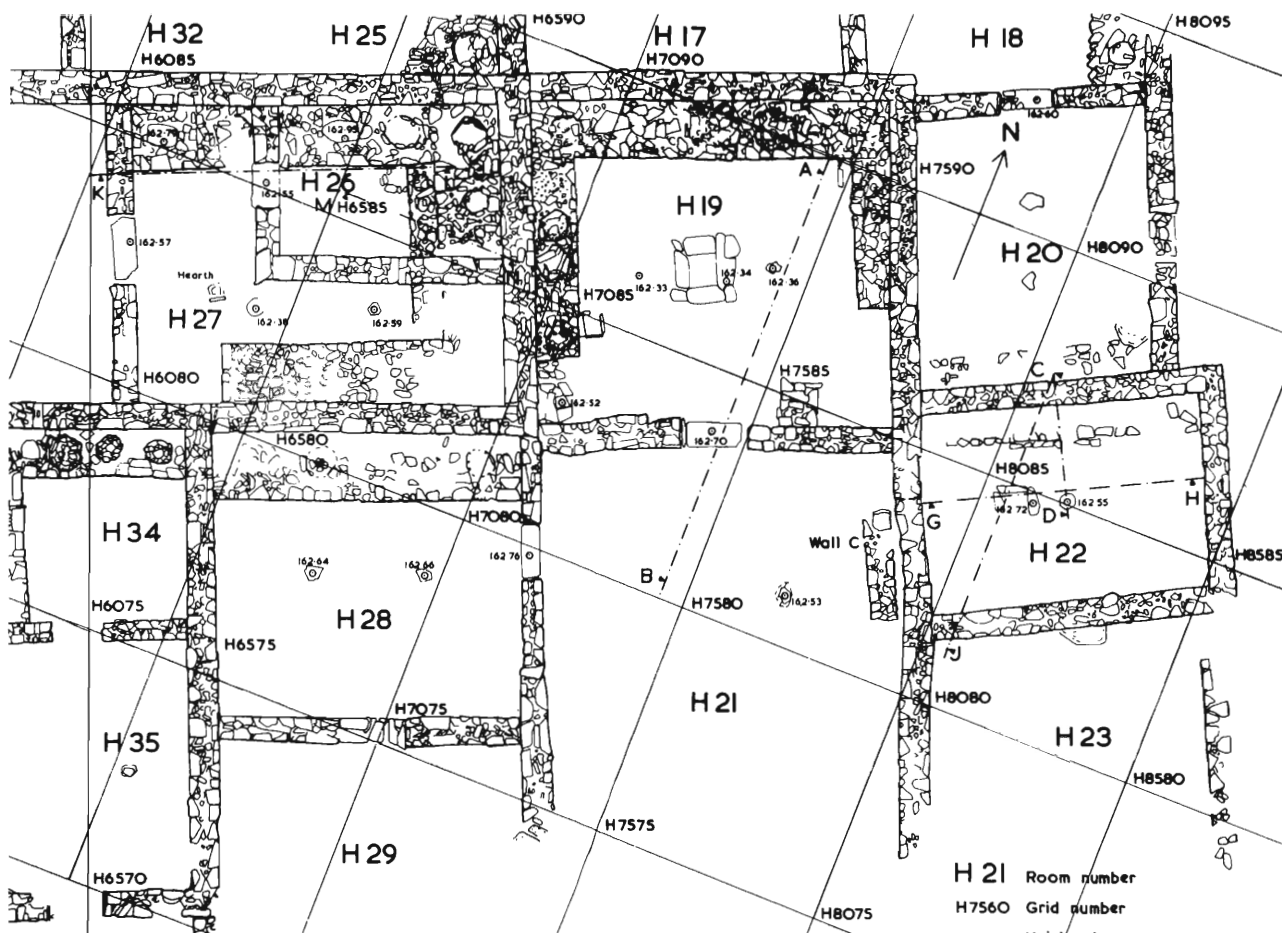 H 32
H 25
H6590
H 17
H 18
H8095
H6085
H7090
162·79
162·95
162·60
N
K
H 26
162·55
M H6585
A
H7590
H 19
H 20
H8090
162·57
Hearth
162·33
162·34
162·36
H7085
H 27
162·38
162·59
H6080
H7585
C
162·52
162·70
H6580
H8085
H7080
G
162 72
D
162 55
H
H 34
162·64
162·66
162 76
Wall C
H 22
H8585
B
H6075
H 28
H7580
162·53
H6575
J
H7075
H 21
H8080
H 23
H 35
H8580
H7575
H 29
H6570
H 21 Room number
H7560 Grid number
H8075